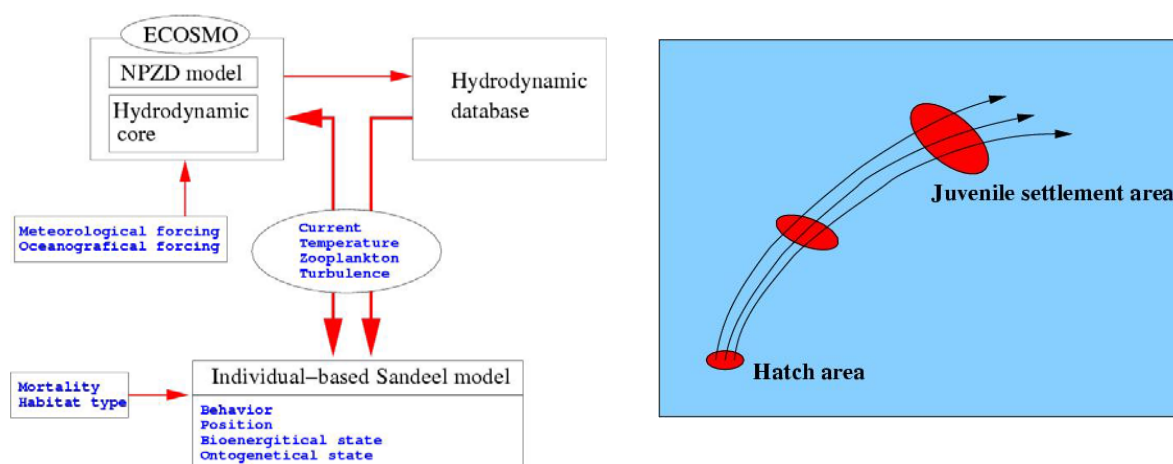 ECOSMO
NPZD model
Hydrodynamic
core
Hydrodynamic
database
Meteorological forcing
Oceanografical forcing
Current
Temperature
Zooplankton
Turbulence
Mortality
Habitat type
Individual-based Sandeel model
Behavior
Position
Bioenergitical state
Ontogenetical state
Juvenile settlement area
Hatch area